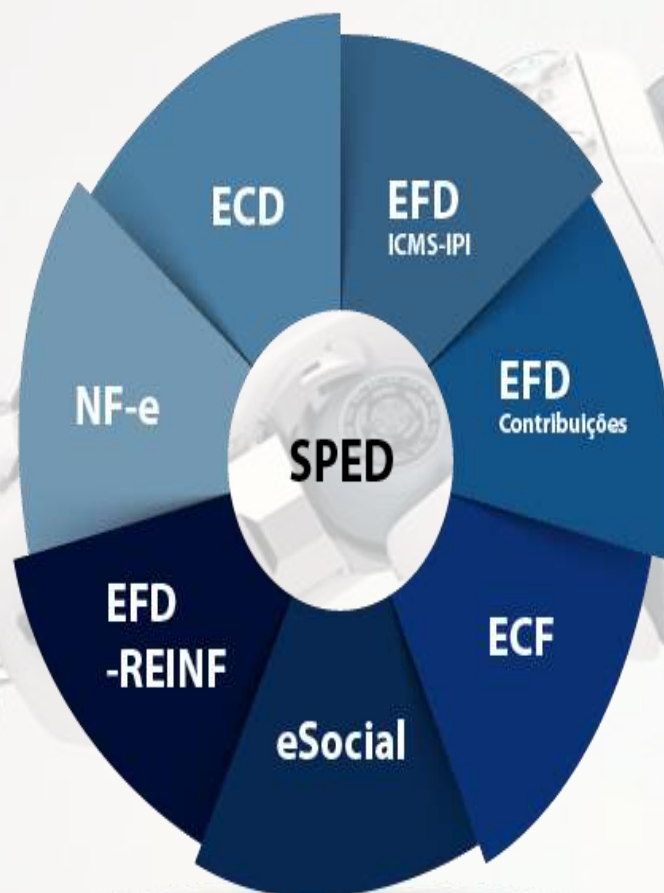 ECD
EFD
ICMS-IPI
EFD
Contribuições
ECF
eSocial
EFD
-REINF
NF-e
SPED